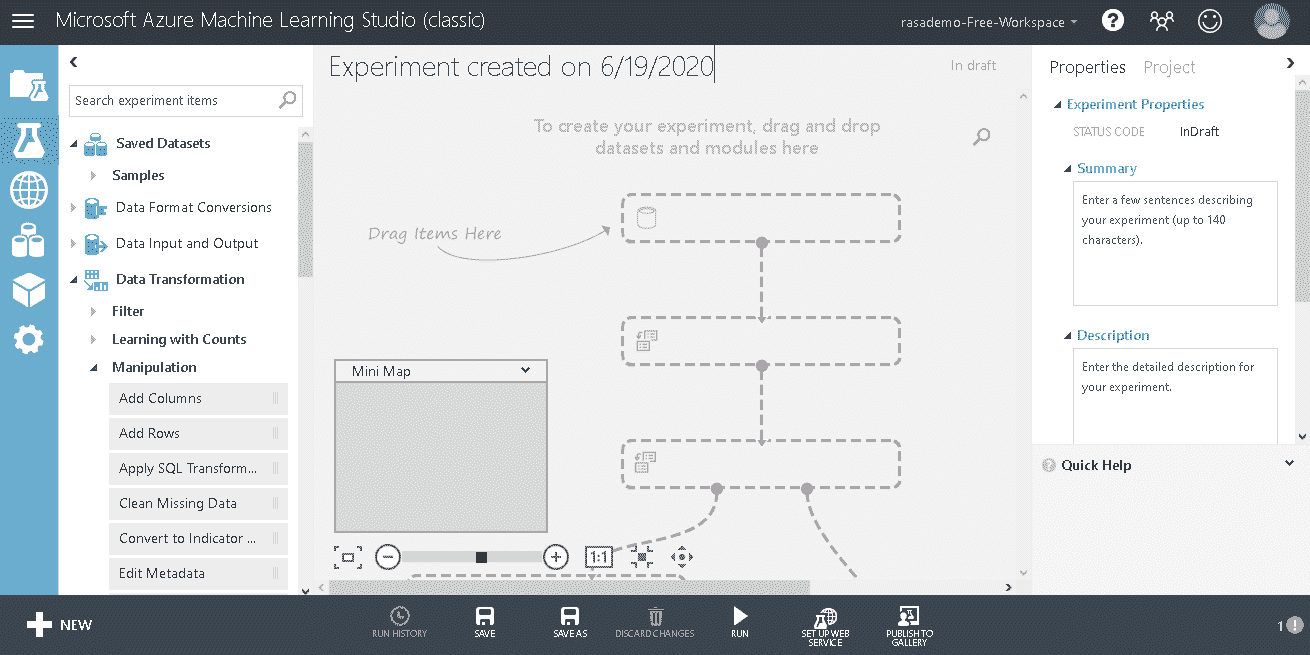 Microsoft Azure Machine Learning Studio (classic)
rasademo-Free-Workspace
?
Search experiment items
Saved Datasets
Samples
Data Format Conversions
Data Input and Output
Data Transformation
Filter
Learning with Counts
Manipulation
Add Columns
Add Rows
Apply SQL Transform...
Clean Missing Data
Convert to Indicator ...
Edit Metadata
Experiment created on 6/19/2020
In draft
To create your experiment, drag and drop
datasets and modules here
Drag Items Here
Mini Map
1:1
Properties
Project
Experiment Properties
STATUS CODE
InDraft
Summary
Enter a few sentences describing
your experiment (up to 140
characters).
Description
Enter the detailed description for
your experiment.
? Quick Help
NEW
RUN HISTORY
SAVE
SAVE AS
DISCARD CHANGES
RUN
SET UP WEB
SERVICE
PUBLISH TO
GALLERY
1 !